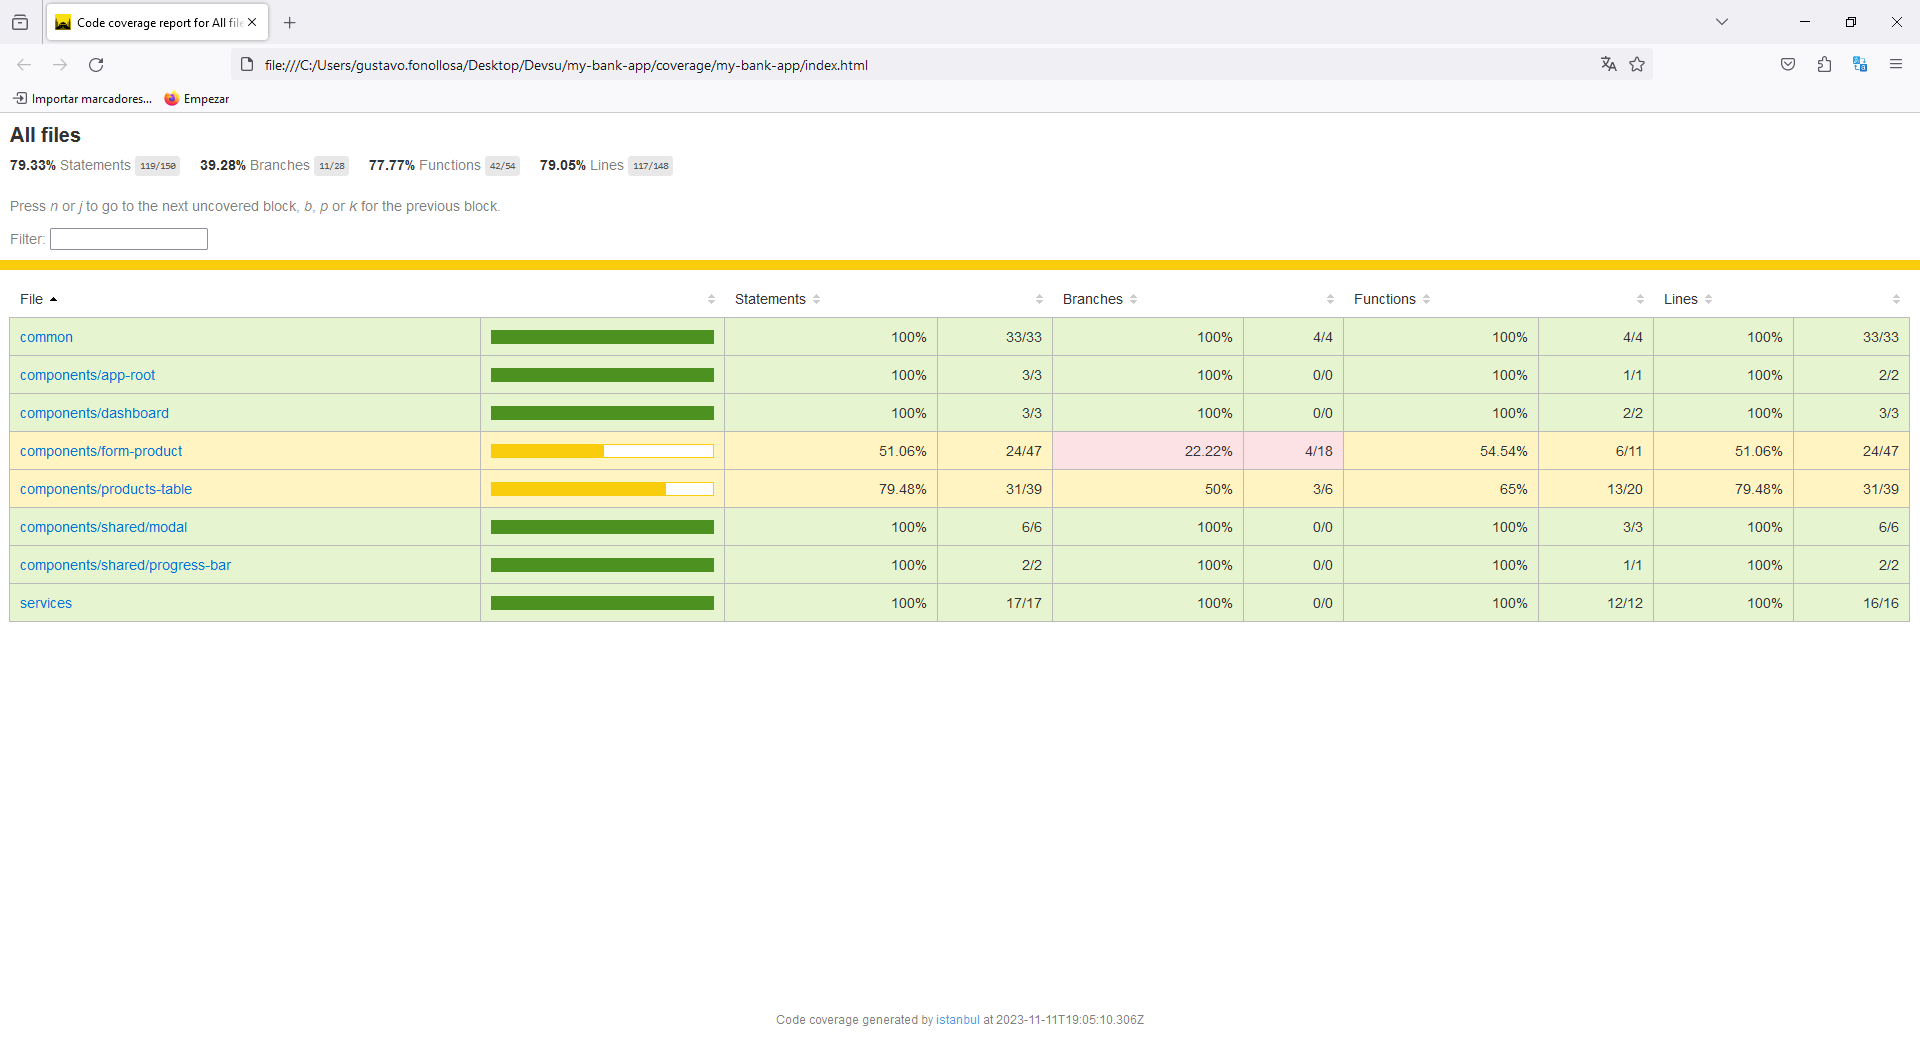 Code coverage report for All file
file:///C:/Users/gustavo.fonollosa/Desktop/Devsu/my-bank-app/coverage/my-bank-app/index.html
Importar marcadores... Empezar
All files
79.33% Statements 119/150 39.28% Branches 11/28 77.77% Functions 42/54 79.05% Lines 117/148
Press n or j to go to the next uncovered block, b, p or k for the previous block.
Filter:
File Statements Branches Functions Lines
common 100% 33/33 100% 4/4 100% 4/4 100% 33/33
components/app-root 100% 3/3 100% 0/0 100% 1/1 100% 2/2
components/dashboard 100% 3/3 100% 0/0 100% 2/2 100% 3/3
components/form-product 51.06% 24/47 22.22% 4/18 54.54% 6/11 51.06% 24/47
components/products-table 79.48% 31/39 50% 3/6 65% 13/20 79.48% 31/39
components/shared/modal 100% 6/6 100% 0/0 100% 3/3 100% 6/6
components/shared/progress-bar 100% 2/2 100% 0/0 100% 1/1 100% 2/2
services 100% 17/17 100% 0/0 100% 12/12 100% 16/16
Code coverage generated by istanbul at 2023-11-11T19:05:10.306Z